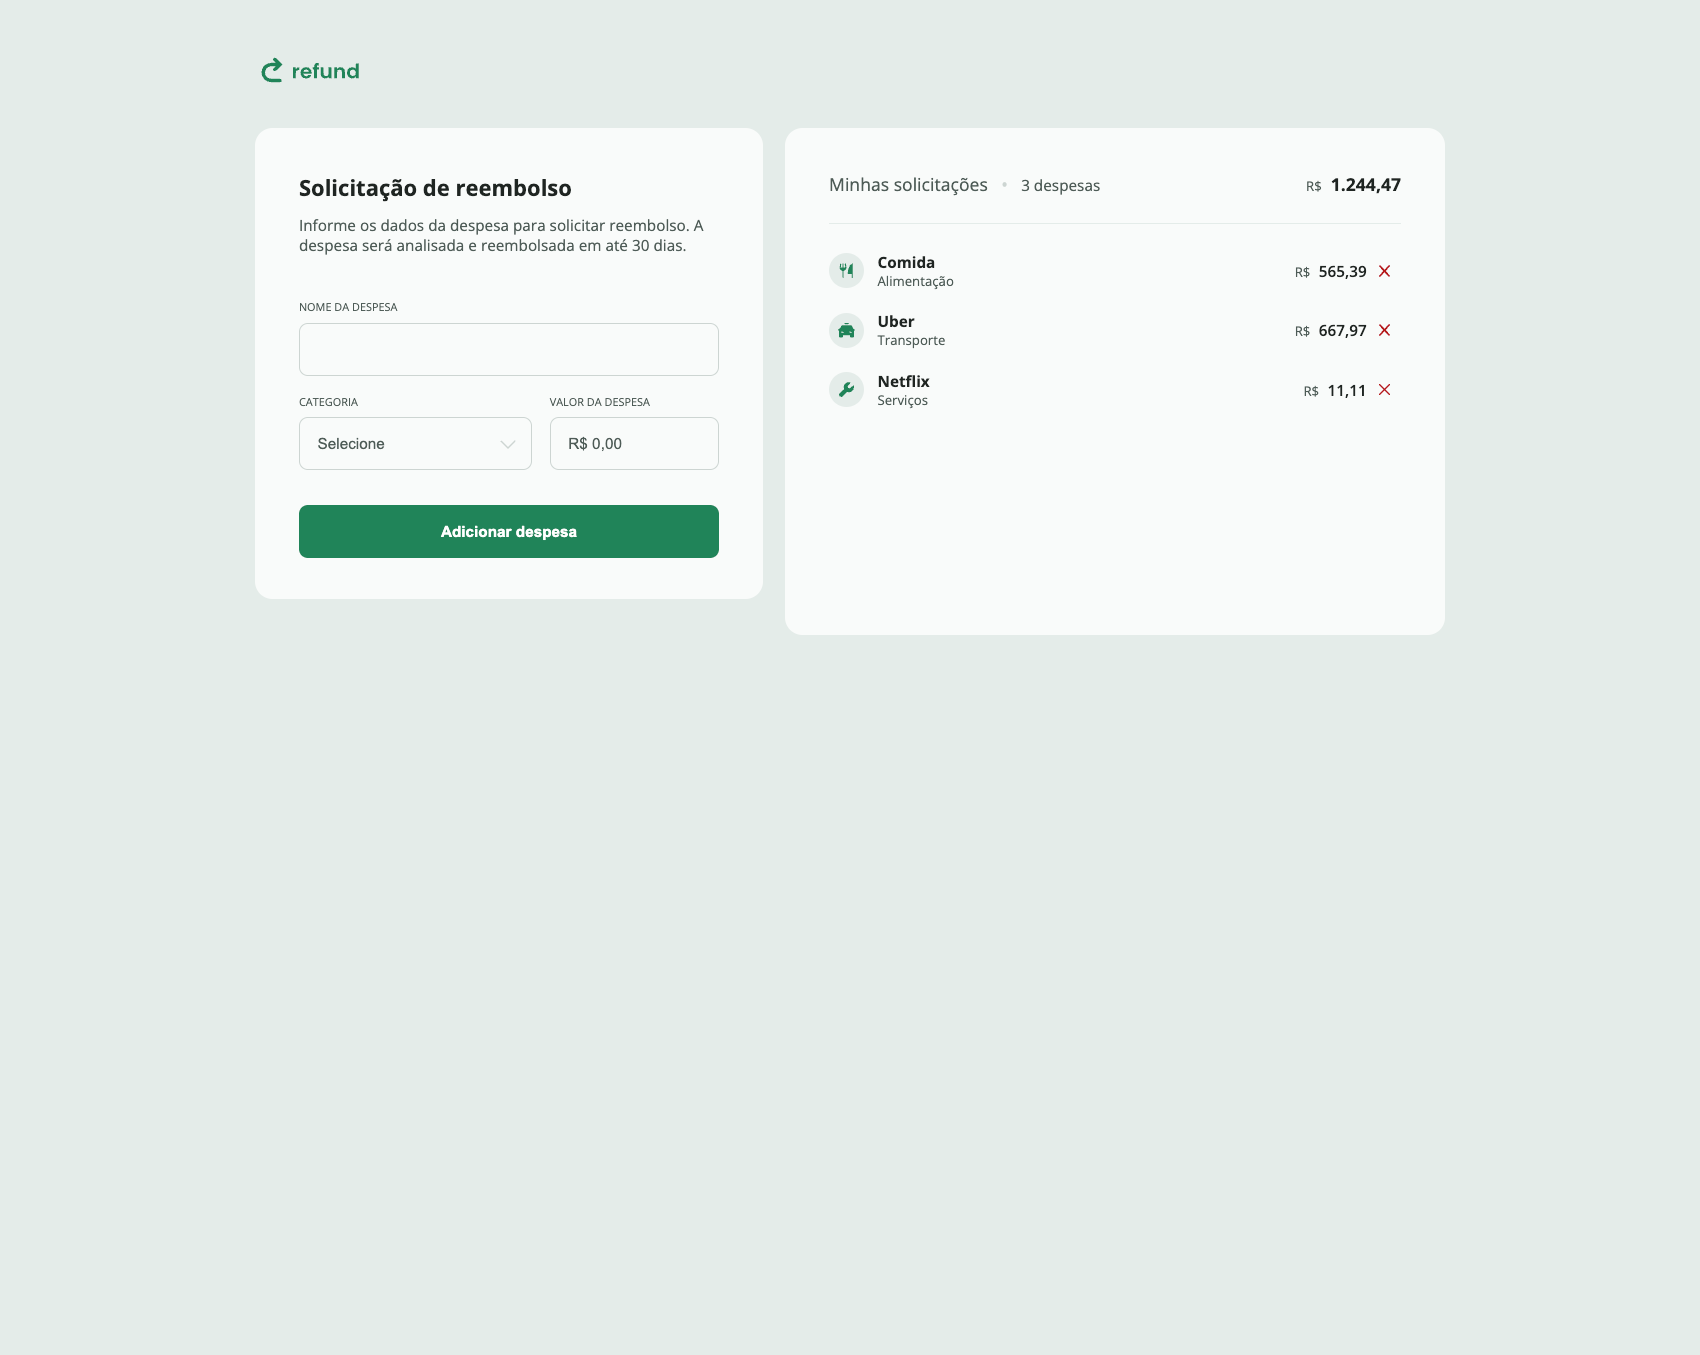 refund
Solicitação de reembolso
Informe os dados da despesa para solicitar reembolso. A
despesa será analisada e reembolsada em até 30 dias.
NOME DA DESPESA
CATEGORIA
VALOR DA DESPESA
Selecione
R$ 0,00
Adicionar despesa
Minhas solicitações • 3 despesas
R$ 1.244,47
Comida
Alimentação
R$ 565,39
Uber
Transporte
R$ 667,97
Netflix
Serviços
R$ 11,11